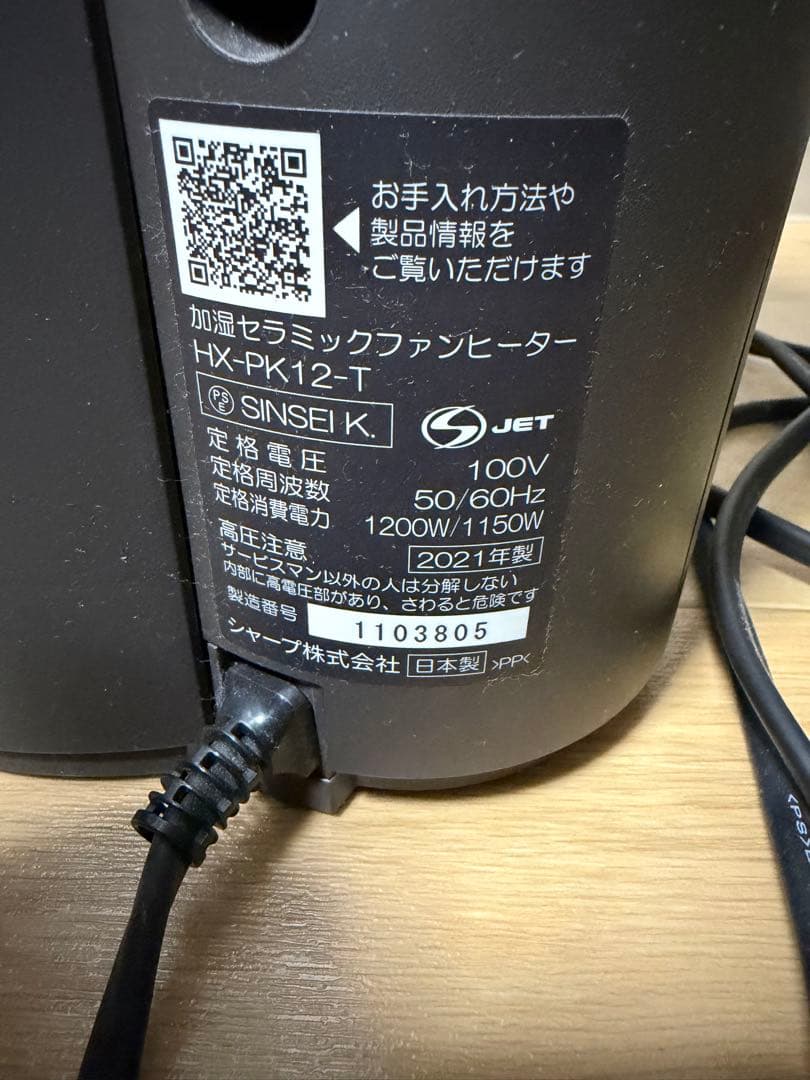 お手入れ方法や
製品情報を
ご覧いただけます
加湿セラミックファンヒーター
HX-PK12-T
PSE SINSEI K.
S JET
定格電圧 100V
定格周波数 50/60Hz
定格消費電力 1200W/1150W
高圧注意 2021年製
サービスマン以外の人は分解しない
内部に高電圧部があり、さわると危険です
製造番号 1103805
シャープ株式会社 日本製 >PP<
<PS>E